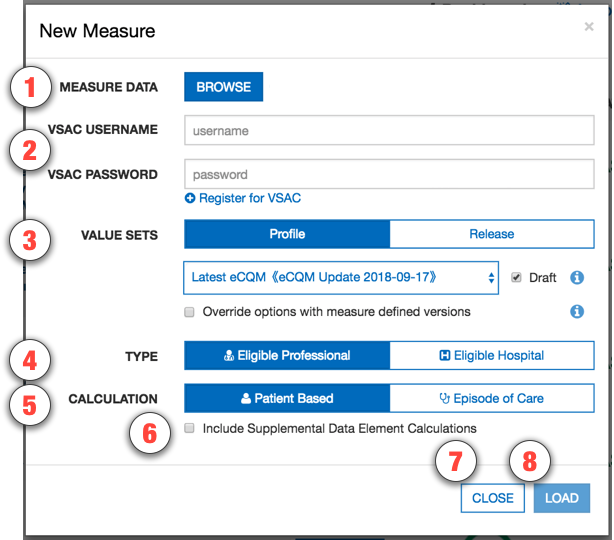 New Measure ×
1 MEASURE DATA BROWSE
VSAC USERNAME username
2
VSAC PASSWORD password
Register for VSAC
3 VALUE SETS Profile Release
Latest eCQM《eCQM Update 2018-09-17》 Draft
Override options with measure defined versions
4 TYPE Eligible Professional Eligible Hospital
5 CALCULATION Patient Based Episode of Care
6 Include Supplemental Data Element Calculations
7 8
CLOSE LOAD